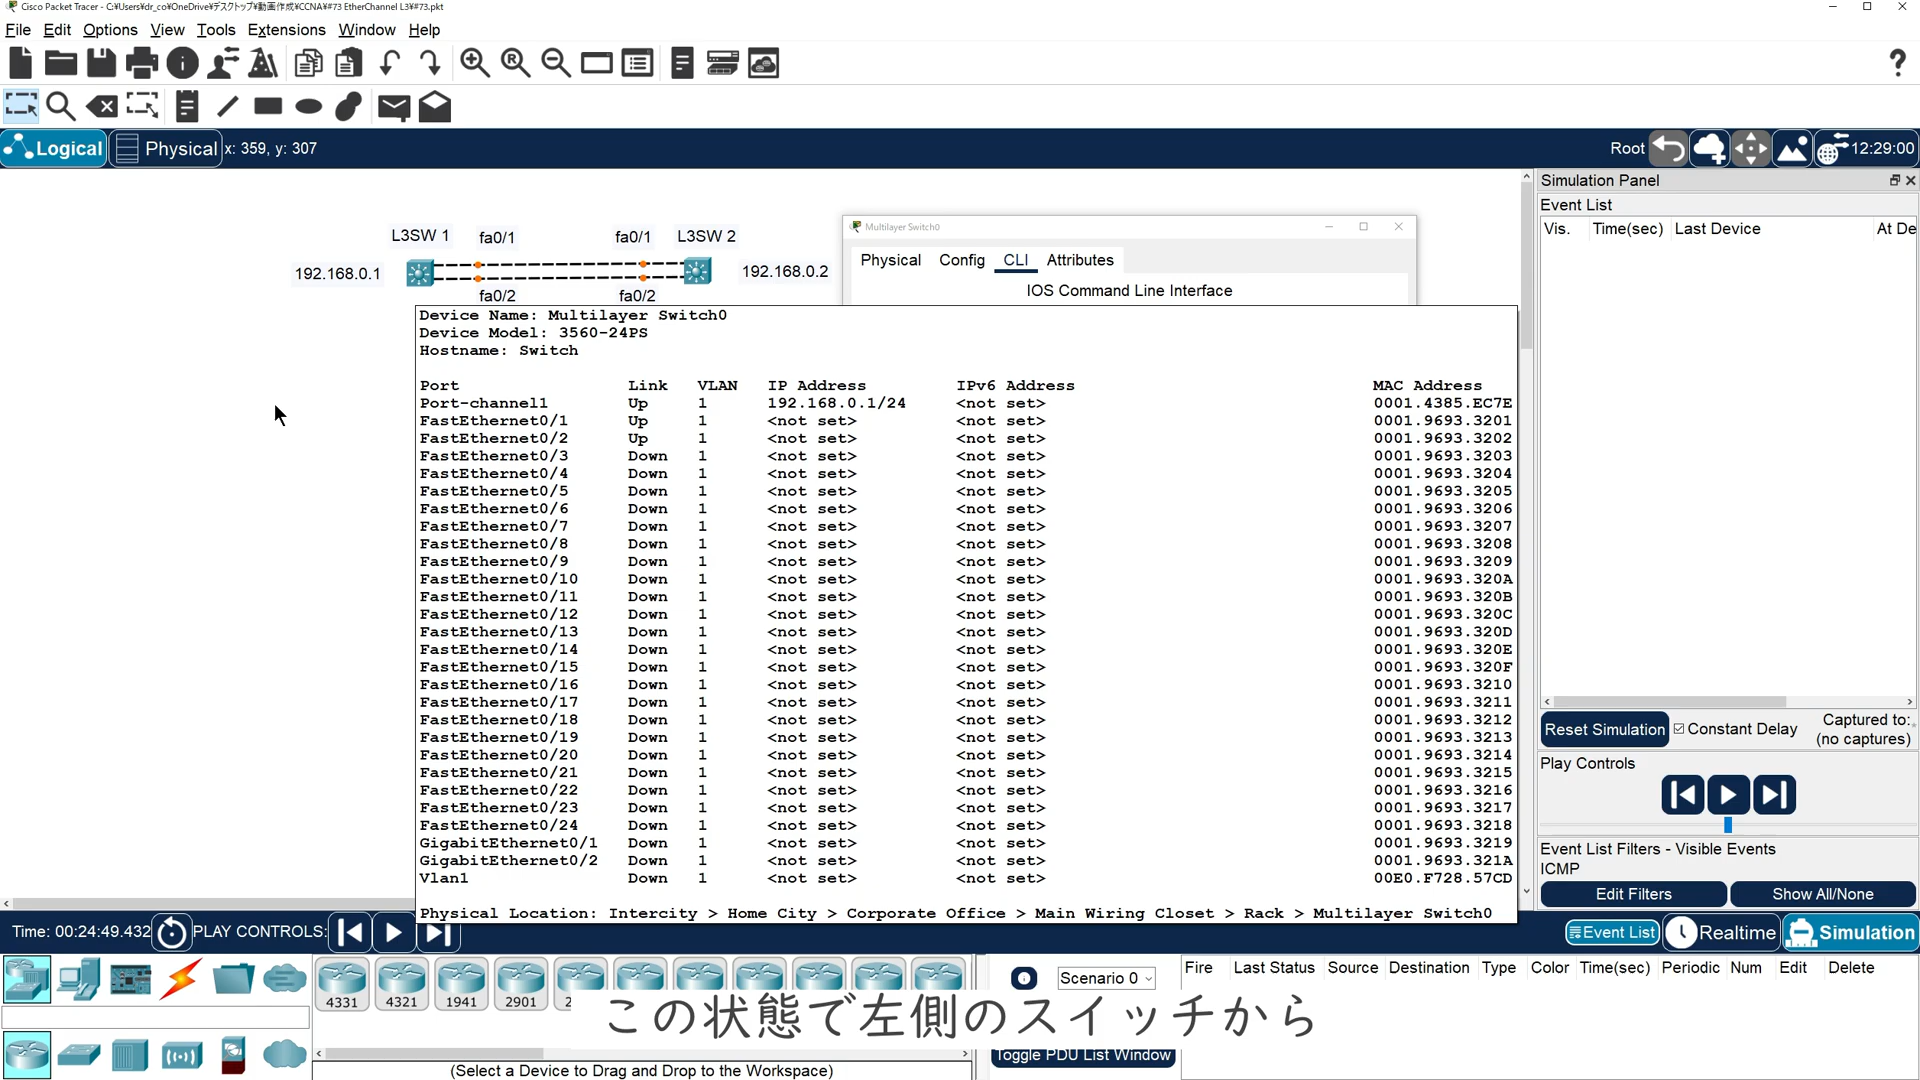 Cisco Packet Tracer - C:¥Users¥dr_co¥OneDrive¥デスクトップ¥動画作成¥CCNA¥#73 EtherChannel L3¥#73.pkt
File Edit Options View Tools Extensions Window Help
Logical Physical x: 359, y: 307 Root 12:29:00
Simulation Panel
Event List
Vis. Time(sec) Last Device At De
L3SW 1 fa0/1 fa0/1 L3SW 2
192.168.0.1 192.168.0.2
fa0/2 fa0/2
Multilayer Switch0
Physical Config CLI Attributes
IOS Command Line Interface
Device Name: Multilayer Switch0
Device Model: 3560-24PS
Hostname: Switch
Port Link VLAN IP Address IPv6 Address MAC Address
Port-channel1 Up 1 192.168.0.1/24 <not set> 0001.4385.EC7E
FastEthernet0/1 Up 1 <not set> <not set> 0001.9693.3201
FastEthernet0/2 Up 1 <not set> <not set> 0001.9693.3202
FastEthernet0/3 Down 1 <not set> <not set> 0001.9693.3203
FastEthernet0/4 Down 1 <not set> <not set> 0001.9693.3204
FastEthernet0/5 Down 1 <not set> <not set> 0001.9693.3205
FastEthernet0/6 Down 1 <not set> <not set> 0001.9693.3206
FastEthernet0/7 Down 1 <not set> <not set> 0001.9693.3207
FastEthernet0/8 Down 1 <not set> <not set> 0001.9693.3208
FastEthernet0/9 Down 1 <not set> <not set> 0001.9693.3209
FastEthernet0/10 Down 1 <not set> <not set> 0001.9693.320A
FastEthernet0/11 Down 1 <not set> <not set> 0001.9693.320B
FastEthernet0/12 Down 1 <not set> <not set> 0001.9693.320C
FastEthernet0/13 Down 1 <not set> <not set> 0001.9693.320D
FastEthernet0/14 Down 1 <not set> <not set> 0001.9693.320E
FastEthernet0/15 Down 1 <not set> <not set> 0001.9693.320F
FastEthernet0/16 Down 1 <not set> <not set> 0001.9693.3210
FastEthernet0/17 Down 1 <not set> <not set> 0001.9693.3211
FastEthernet0/18 Down 1 <not set> <not set> 0001.9693.3212
FastEthernet0/19 Down 1 <not set> <not set> 0001.9693.3213
FastEthernet0/20 Down 1 <not set> <not set> 0001.9693.3214
FastEthernet0/21 Down 1 <not set> <not set> 0001.9693.3215
FastEthernet0/22 Down 1 <not set> <not set> 0001.9693.3216
FastEthernet0/23 Down 1 <not set> <not set> 0001.9693.3217
FastEthernet0/24 Down 1 <not set> <not set> 0001.9693.3218
GigabitEthernet0/1 Down 1 <not set> <not set> 0001.9693.3219
GigabitEthernet0/2 Down 1 <not set> <not set> 0001.9693.321A
Vlan1 Down 1 <not set> <not set> 00E0.F728.57CD
Physical Location: Intercity > Home City > Corporate Office > Main Wiring Closet > Rack > Multilayer Switch0
Reset Simulation Constant Delay Captured to:
(no captures)
Play Controls
Event List Filters - Visible Events
ICMP
Edit Filters Show All/None
Time: 00:24:49.432 PLAY CONTROLS: Event List Realtime Simulation
4331 4321 1941 2901
Scenario 0 Fire Last Status Source Destination Type Color Time(sec) Periodic Num Edit Delete
この状態で左側のスイッチから
Toggle PDU List Window
(Select a Device to Drag and Drop to the Workspace)